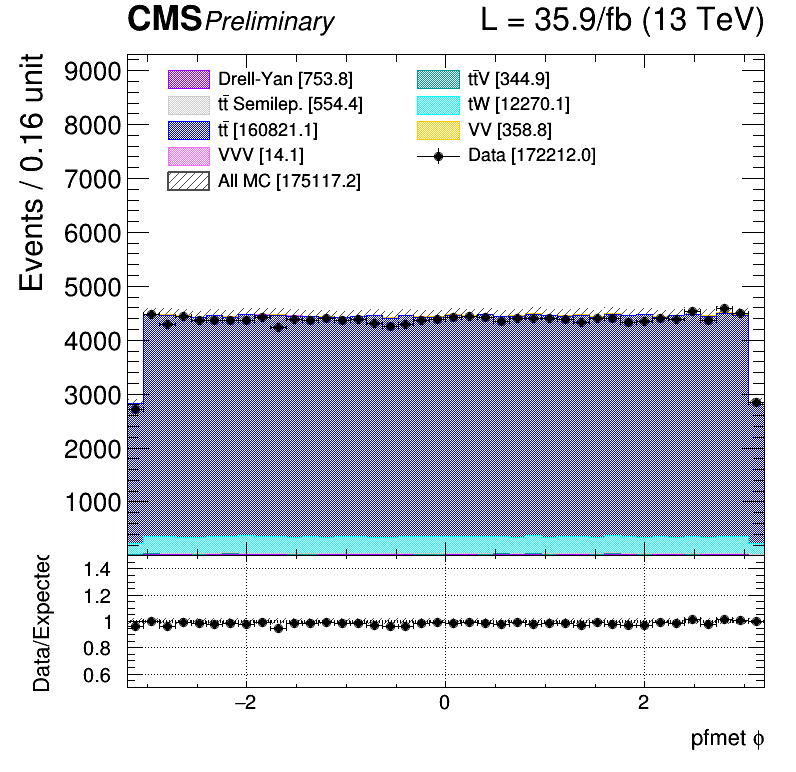 CMS Preliminary L = 35.9/fb (13 TeV)
Events / 0.16 unit
9000
8000
7000
6000
5000
4000
3000
2000
1000
Drell-Yan [753.8]
tt̄ Semilep. [554.4]
tt̄ [160821.1]
VVV [14.1]
All MC [175117.2]
tt̄V [344.9]
tW [12270.1]
VV [358.8]
Data [172212.0]
Data/Expected
1.4
1.2
1
0.8
0.6
−2 0 2
pfmet ϕ